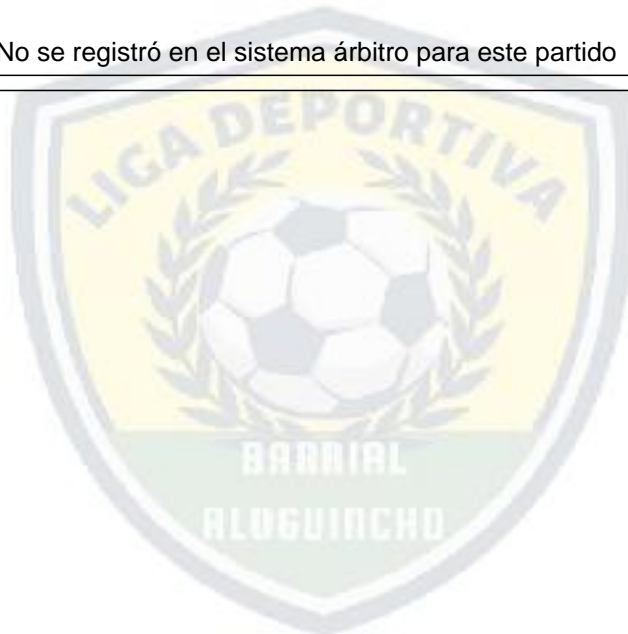 No se registró en el sistema árbitro para este partido
LIGA DEPORTIVA
BARRIAL
ALUGUINCHO